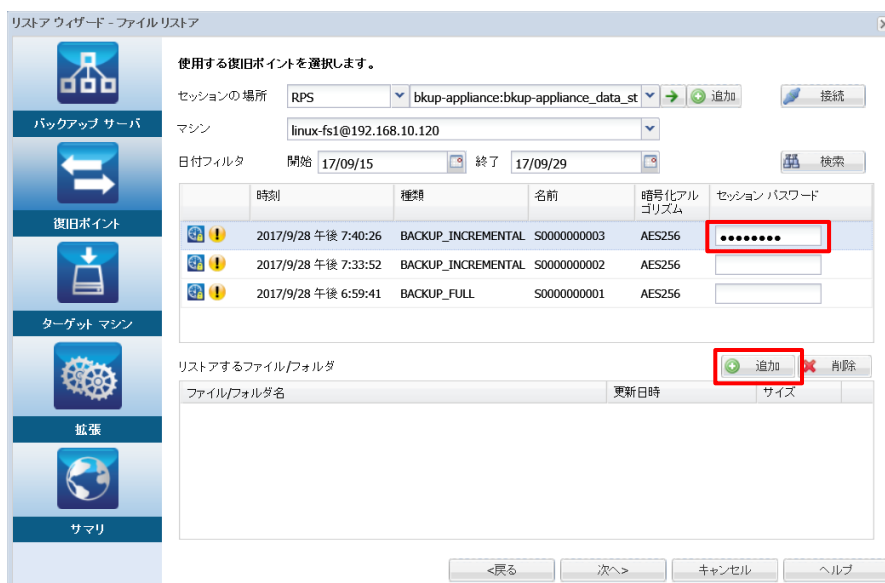 リストア ウィザード - ファイル リストア
バックアップ サーバ
復旧ポイント
ターゲット マシン
拡張
サマリ
使用する復旧ポイントを選択します。
セッションの場所 RPS bkup-appliance:bkup-appliance_data_st 追加 接続
マシン linux-fs1@192.168.10.120
日付フィルタ 開始 17/09/15 終了 17/09/29 検索
時刻 種類 名前 暗号化アルゴリズム セッション パスワード
2017/9/28 午後 7:40:26 BACKUP_INCREMENTAL S0000000003 AES256 ●●●●●●●●
2017/9/28 午後 7:33:52 BACKUP_INCREMENTAL S0000000002 AES256
2017/9/28 午後 6:59:41 BACKUP_FULL S0000000001 AES256
リストアするファイル/フォルダ 追加 削除
ファイル/フォルダ名 更新日時 サイズ
<戻る 次へ> キャンセル ヘルプ